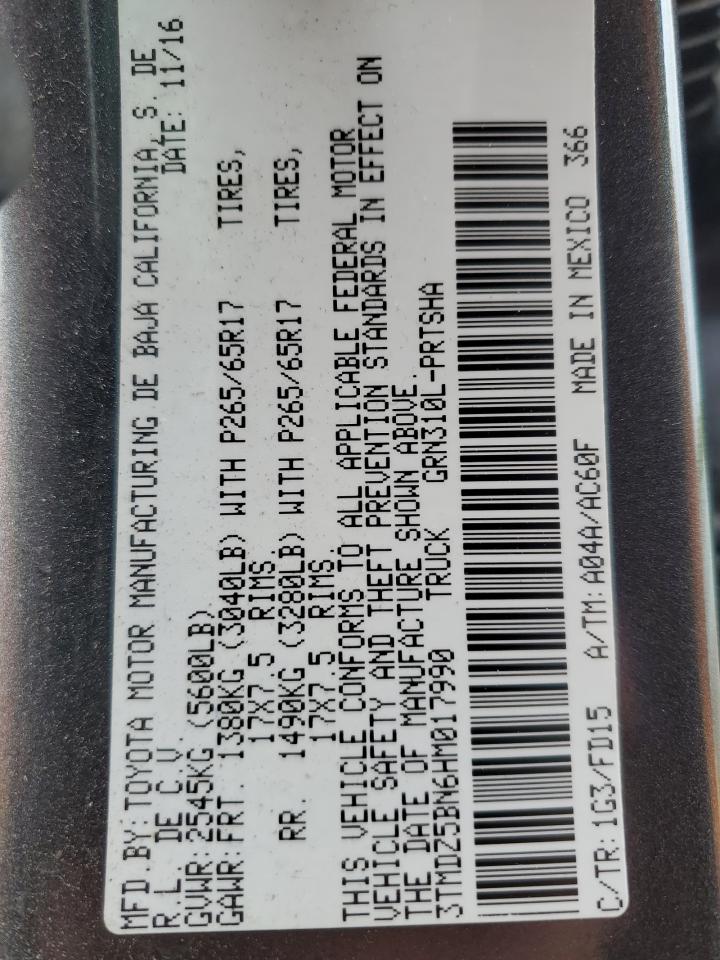 MFD.BY:TOYOTA MOTOR MANUFACTURING DE BAJA CALIFORNIA,S. DE
R.L. DE C.V. DATE: 11/16
GVWR:2545KG (5600LB)
GAWR:FRT. 1380KG (3040LB) WITH P265/65R17 TIRES,
17X7.5 RIMS.
RR. 1490KG (3280LB) WITH P265/65R17 TIRES,
17X7.5 RIMS.
THIS VEHICLE CONFORMS TO ALL APPLICABLE FEDERAL MOTOR
VEHICLE SAFETY AND THEFT PREVENTION STANDARDS IN EFFECT ON
THE DATE OF MANUFACTURE SHOWN ABOVE.
3TMDZ5BN6HM017990 TRUCK GRN310L-PRTSHA
C/TR:1G3/FD15 A/TM:A04A/AC60F MADE IN MEXICO 366